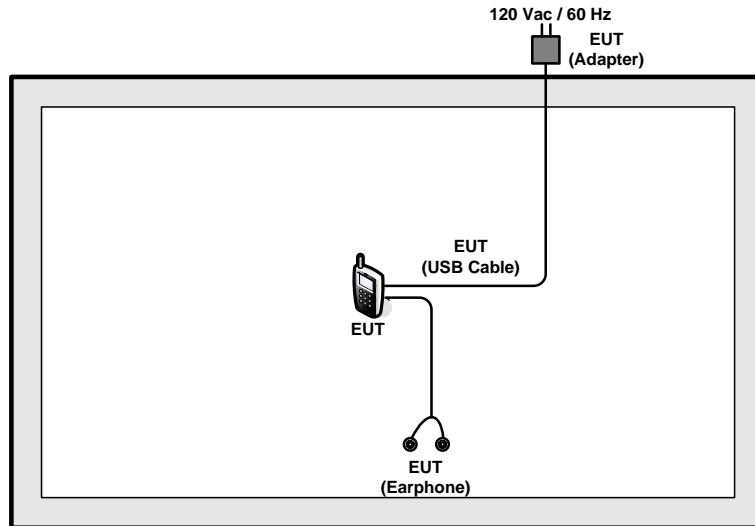 120 Vac / 60 Hz
EUT
(Adapter)
EUT
(USB Cable)
EUT
EUT
(Earphone)